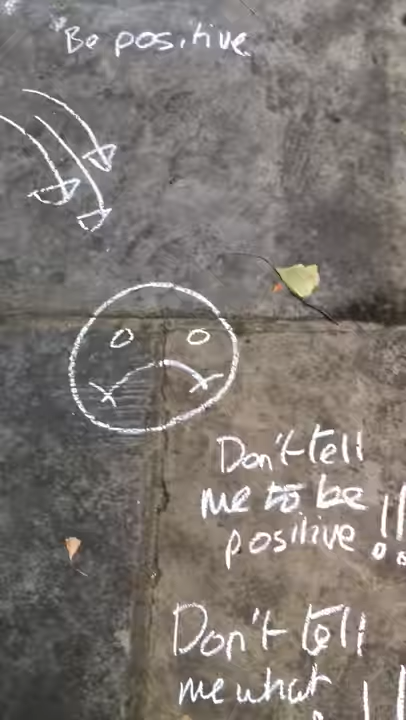 Be positive
Don't tell
me to be
positive !!
Don't tell
me what
!!